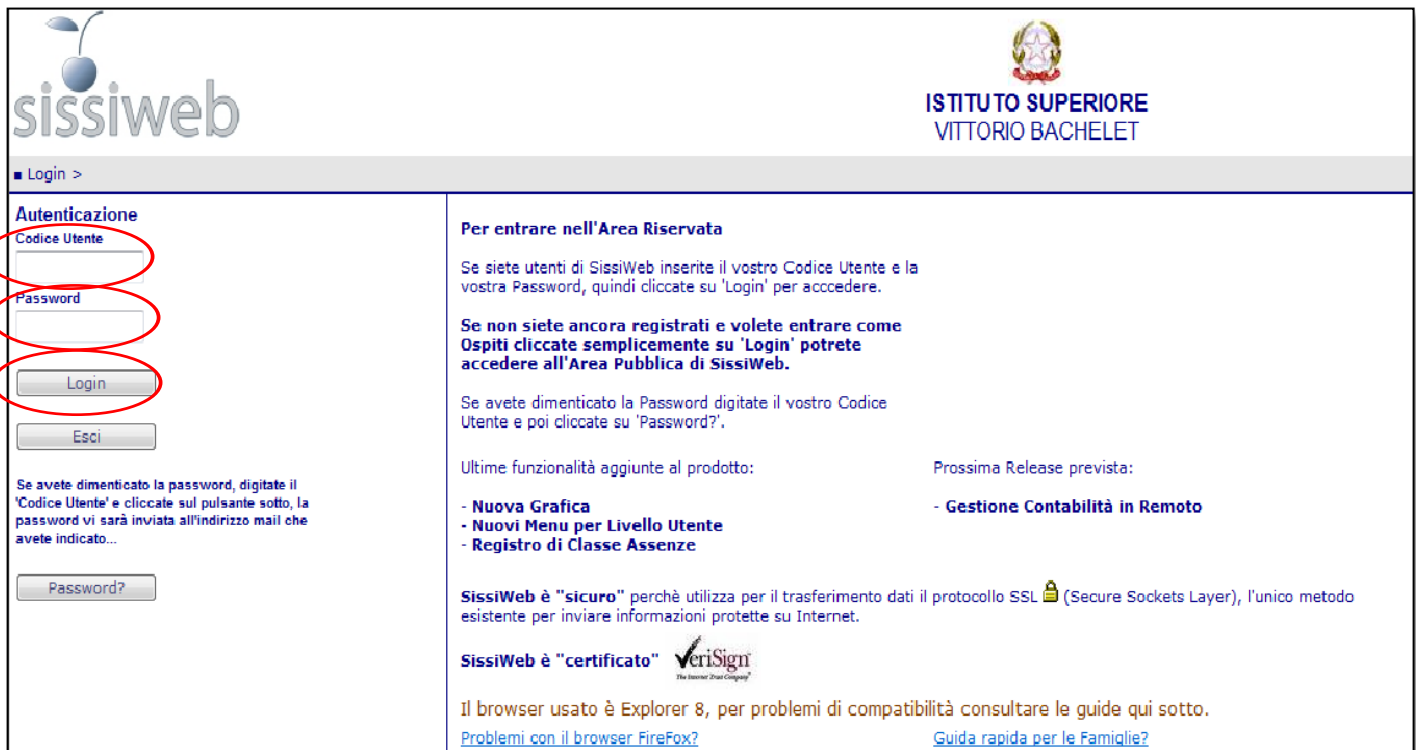 sissiweb
ISTITUTO SUPERIORE
VITTORIO BACHELET
Login >
Autenticazione
Codice Utente
Password
Login
Esci
Se avete dimenticato la password, digitate il
'Codice Utente' e cliccate sul pulsante sotto, la
password vi sarà inviata all'indirizzo mail che
avete indicato...
Password?
Per entrare nell'Area Riservata
Se siete utenti di SissiWeb inserite il vostro Codice Utente e la
vostra Password, quindi cliccate su 'Login' per acccedere.
Se non siete ancora registrati e volete entrare come
Ospiti cliccate semplicemente su 'Login' potrete
accedere all'Area Pubblica di SissiWeb.
Se avete dimenticato la Password digitate il vostro Codice
Utente e poi cliccate su 'Password?'.
Ultime funzionalità aggiunte al prodotto:
- Nuova Grafica
- Nuovi Menu per Livello Utente
- Registro di Classe Assenze
Prossima Release prevista:
- Gestione Contabilità in Remoto
SissiWeb è "sicuro" perchè utilizza per il trasferimento dati il protocollo SSL (Secure Sockets Layer), l'unico metodo
esistente per inviare informazioni protette su Internet.
SissiWeb è "certificato" VeriSign
The Internet Trust Company
Il browser usato è Explorer 8, per problemi di compatibilità consultare le guide qui sotto.
Problemi con il browser FireFox? Guida rapida per le Famiglie?